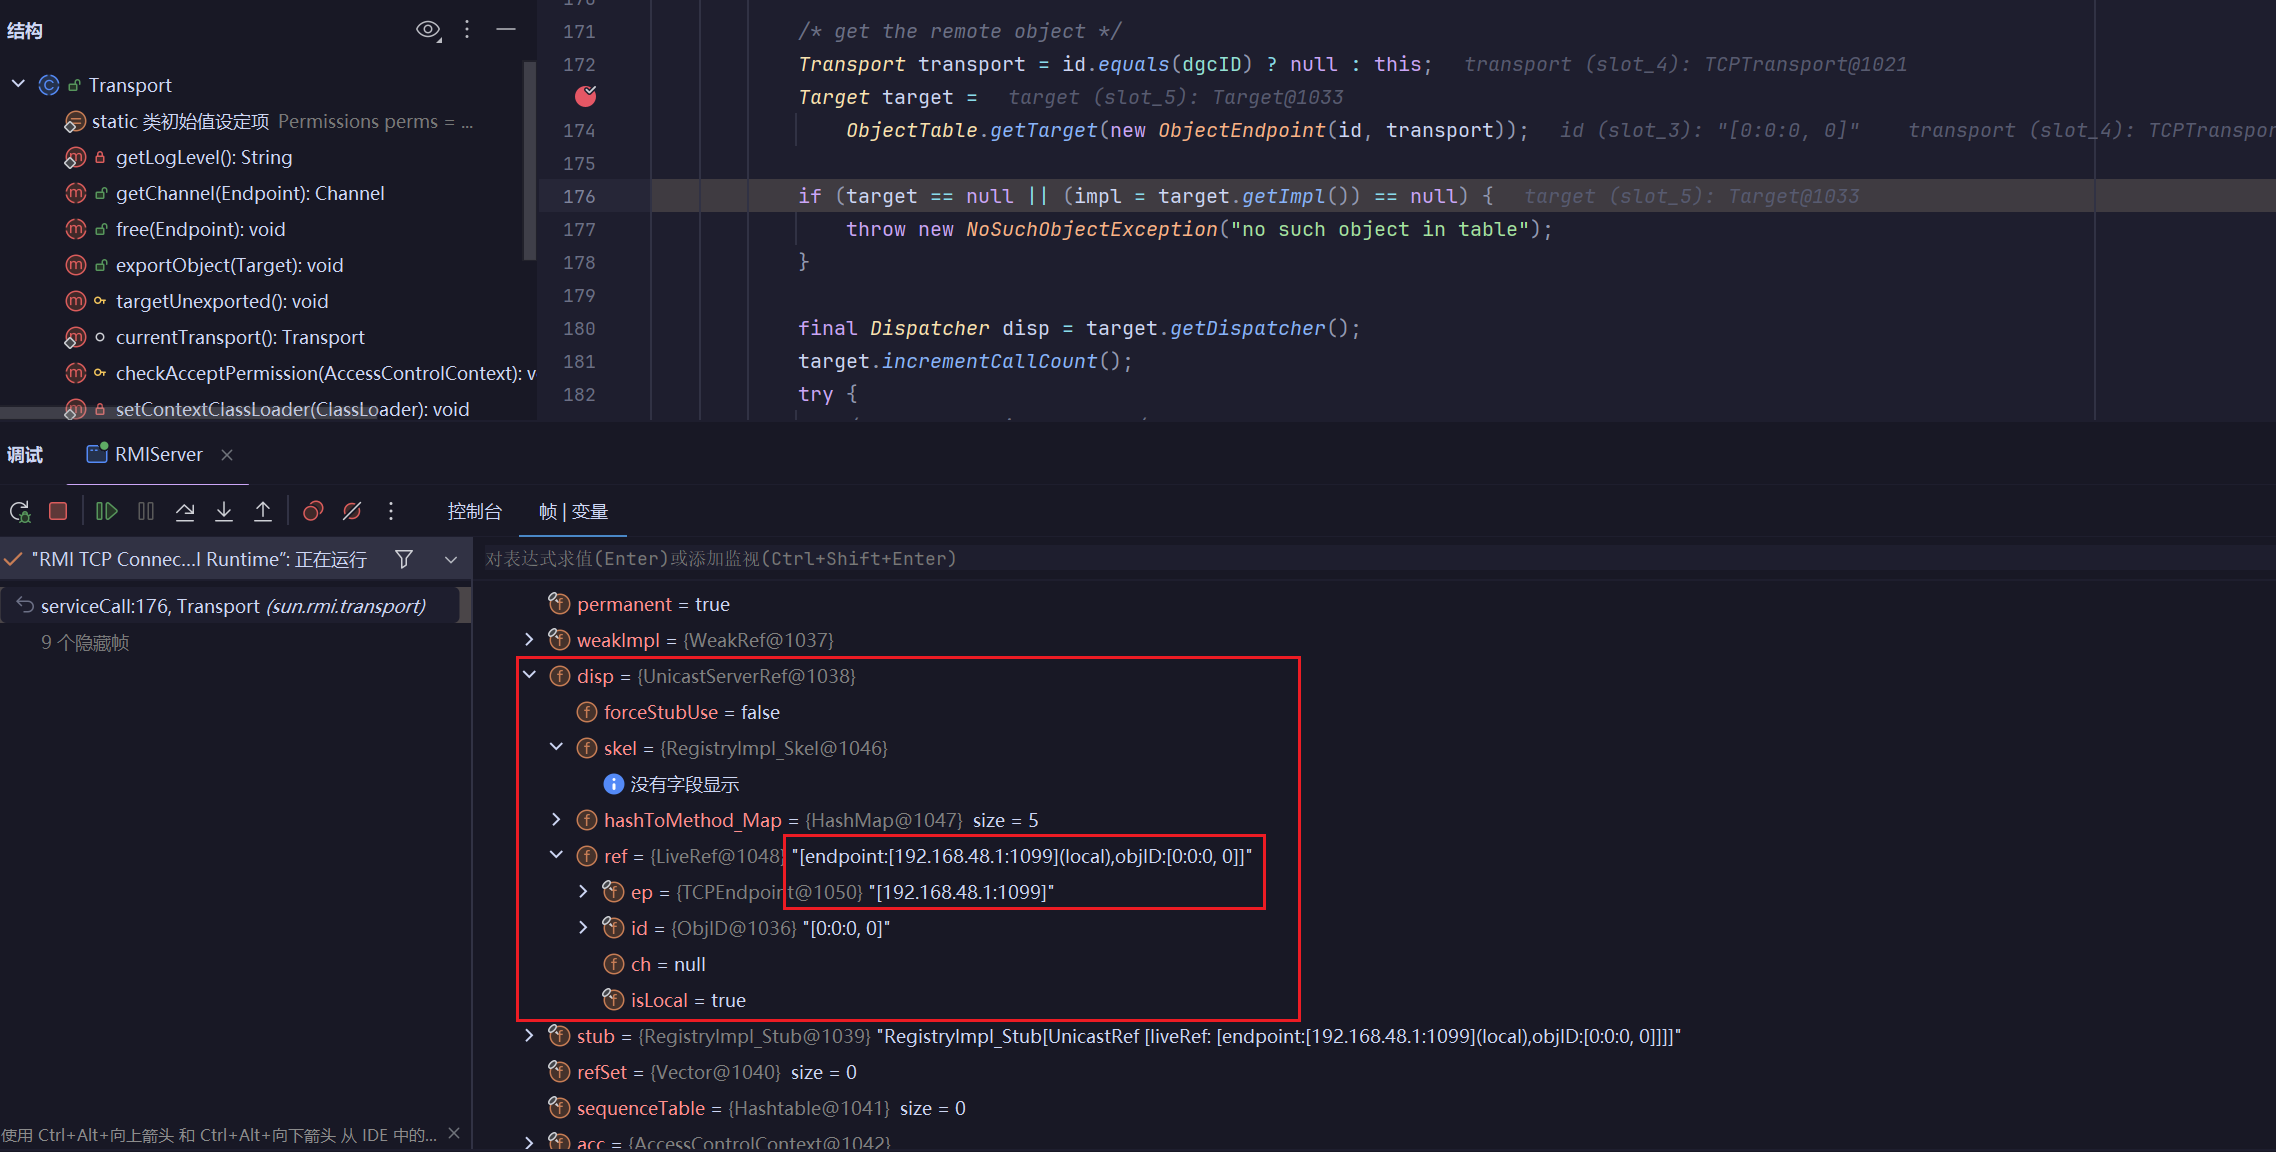 结构
Transport
static 类初始值设定项 Permissions perms = ...
getLogLevel(): String
getChannel(Endpoint): Channel
free(Endpoint): void
exportObject(Target): void
targetUnexported(): void
currentTransport(): Transport
checkAcceptPermission(AccessControlContext): v
setContextClassLoader(ClassLoader): void
171 /* get the remote object */
172 Transport transport = id.equals(dgcID) ? null : this; transport (slot_4): TCPTransport@1021
Target target = target (slot_5): Target@1033
174 ObjectTable.getTarget(new ObjectEndpoint(id, transport)); id (slot_3): "[0:0:0, 0]" transport (slot_4): TCPTranspor
175
176 if (target == null || (impl = target.getImpl()) == null) { target (slot_5): Target@1033
177 throw new NoSuchObjectException("no such object in table");
178 }
179
180 final Dispatcher disp = target.getDispatcher();
181 target.incrementCallCount();
182 try {
调试 RMIServer
控制台 帧 | 变量
"RMI TCP Connec...l Runtime": 正在运行
对表达式求值(Enter)或添加监视(Ctrl+Shift+Enter)
serviceCall:176, Transport (sun.rmi.transport)
9 个隐藏帧
permanent = true
weakImpl = {WeakRef@1037}
disp = {UnicastServerRef@1038}
forceStubUse = false
skel = {RegistryImpl_Skel@1046}
没有字段显示
hashToMethod_Map = {HashMap@1047} size = 5
ref = {LiveRef@1048} "[endpoint:[192.168.48.1:1099](local),objID:[0:0:0, 0]]"
ep = {TCPEndpoint@1050} "[192.168.48.1:1099]"
id = {ObjID@1036} "[0:0:0, 0]"
ch = null
isLocal = true
stub = {RegistryImpl_Stub@1039} "RegistryImpl_Stub[UnicastRef [liveRef: [endpoint:[192.168.48.1:1099](local),objID:[0:0:0, 0]]]]"
refSet = {Vector@1040} size = 0
sequenceTable = {Hashtable@1041} size = 0
acc = {AccessControlContext@1042}
使用 Ctrl+Alt+向上箭头 和 Ctrl+Alt+向下箭头 从 IDE 中的...